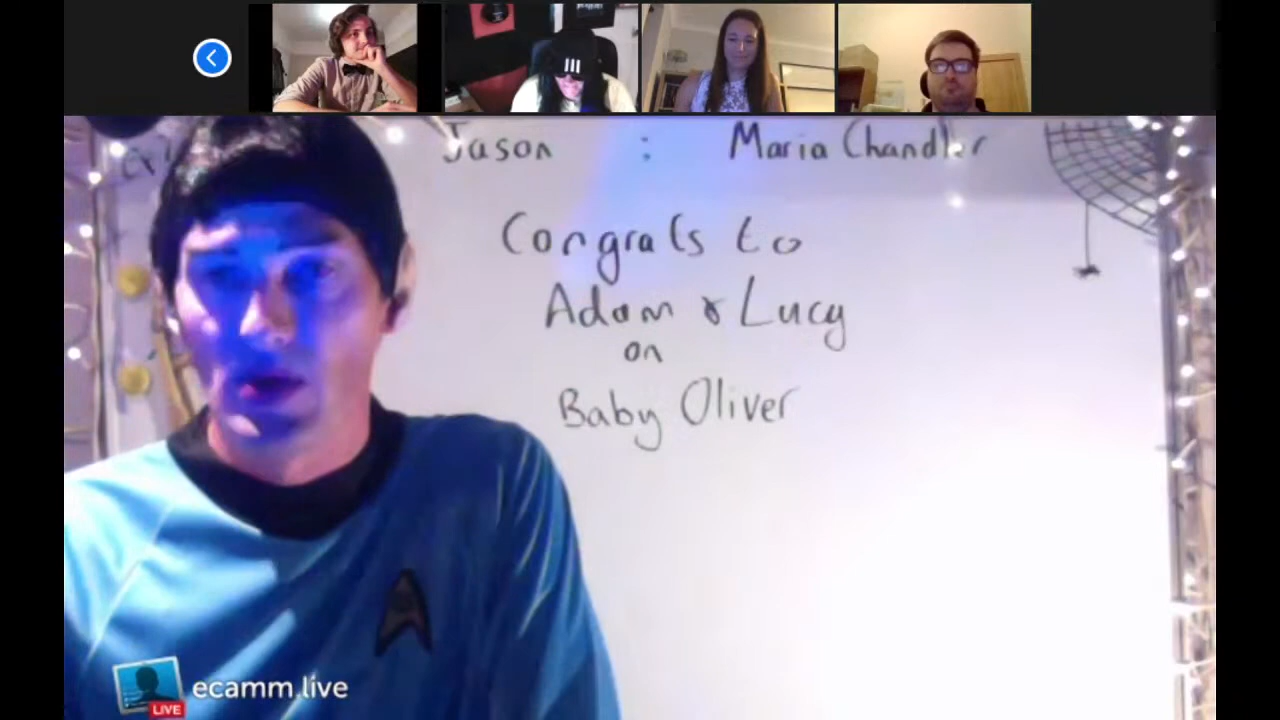 Jason : Maria Chandler
Congrats to
Adam & Lucy
on
Baby Oliver
ecamm live
LIVE